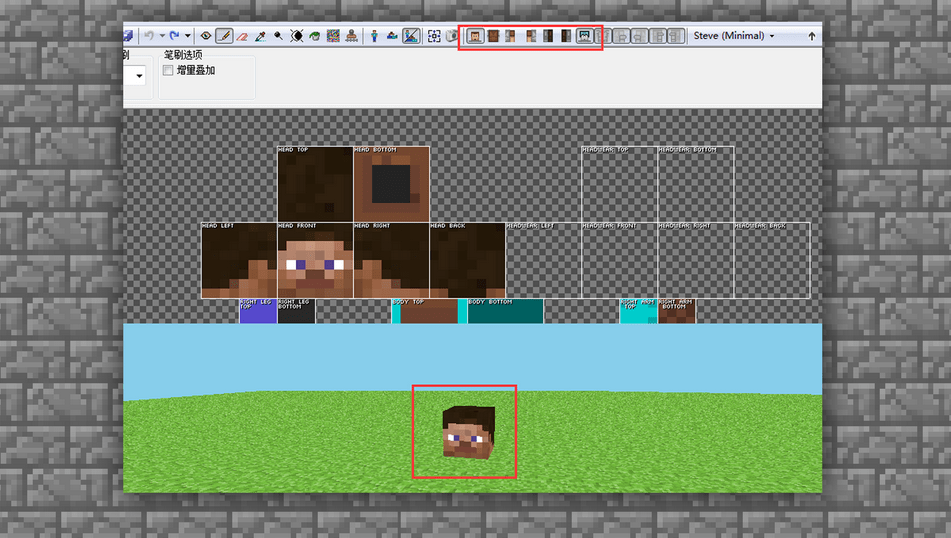 Steve (Minimal)
刷
笔刷选项
增里叠加
HEAD TOP
HEAD BOTTOM
HEADWEAR TOP
HEADWEAR BOTTOM
HEAD LEFT
HEAD FRONT
HEAD RIGHT
HEAD BACK
HEADWEAR LEFT
HEADWEAR FRONT
HEADWEAR RIGHT
HEADWEAR BACK
RIGHT LEG
TOP
RIGHT LEG
BOTTOM
BODY TOP
BODY BOTTOM
RIGHT ARM
TOP
RIGHT ARM
BOTTOM